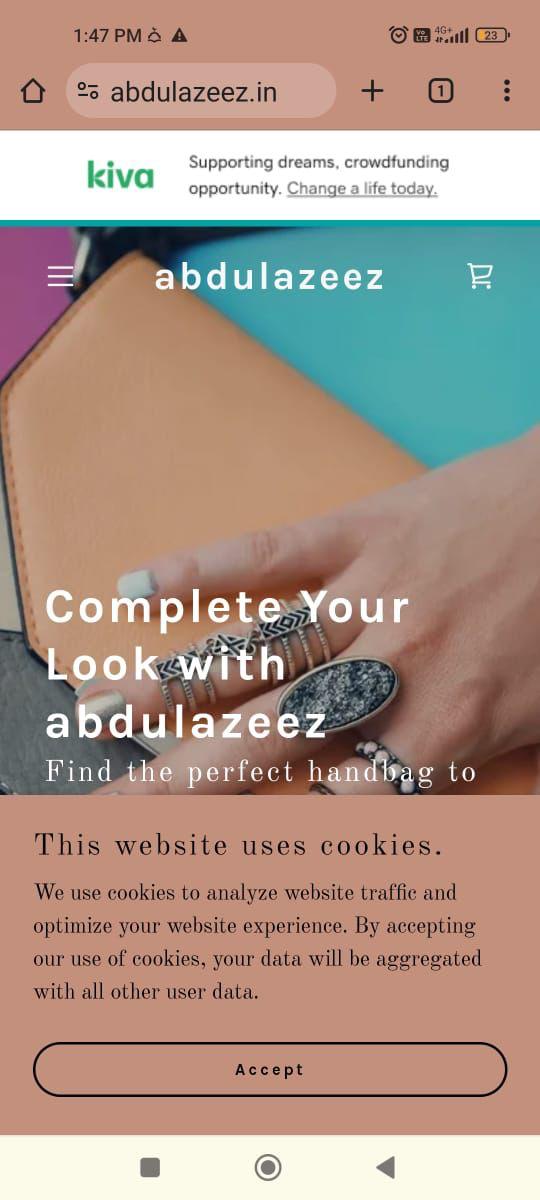 1:47 PM
Vo LTE 4G+ 23
abdulazeez.in
1
kiva
Supporting dreams, crowdfunding
opportunity. Change a life today.
abdulazeez
Complete Your
Look with
abdulazeez
Find the perfect handbag to
This website uses cookies.
We use cookies to analyze website traffic and
optimize your website experience. By accepting
our use of cookies, your data will be aggregated
with all other user data.
Accept